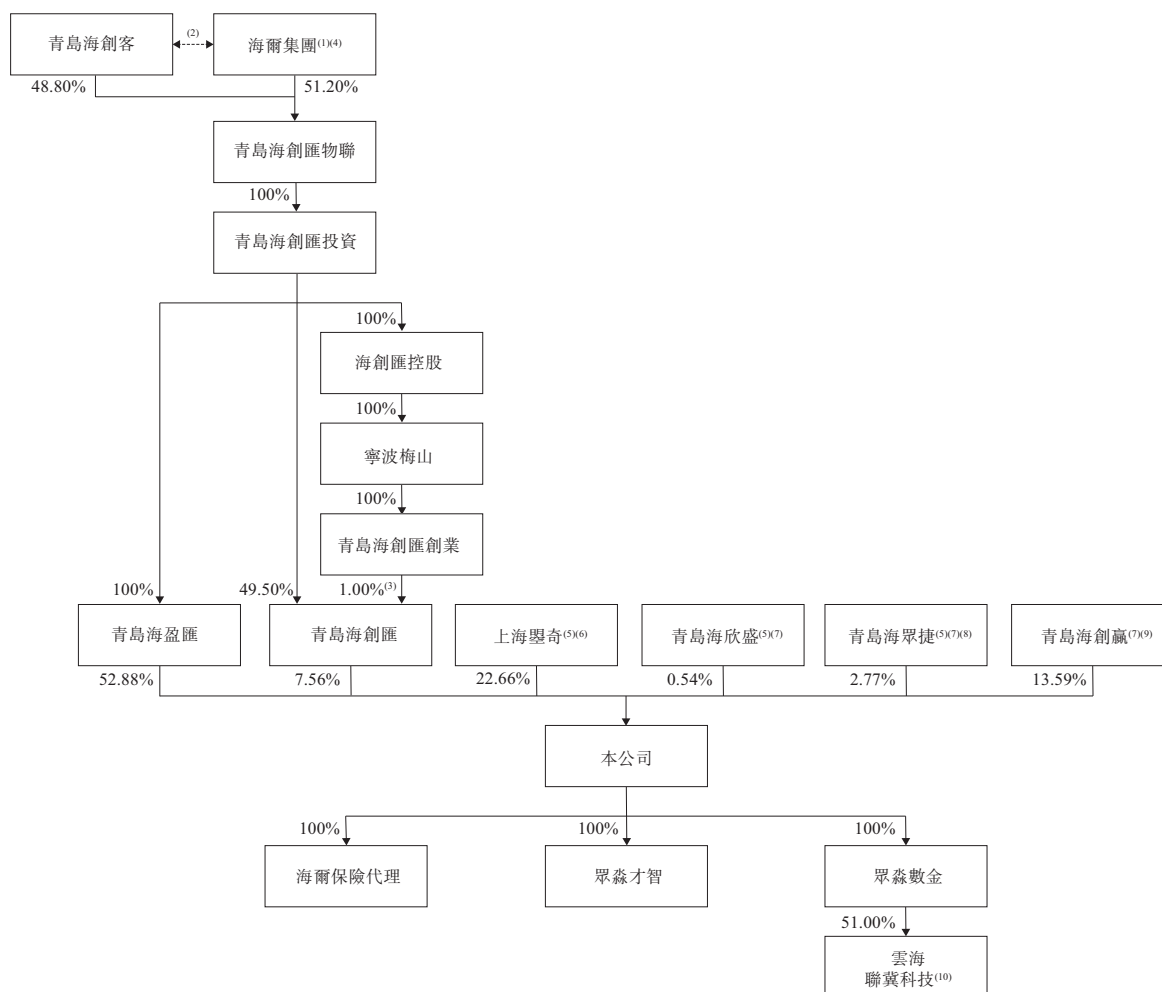 青島海創客
(2)
海爾集團(1)(4)
48.80%
51.20%
青島海創匯物聯
100%
青島海創匯投資
100%
海創匯控股
100%
寧波梅山
100%
青島海創匯創業
100%
49.50%
1.00%(3)
青島海盈匯
青島海創匯
上海曌奇(5)(6)
青島海欣盛(5)(7)
青島海眾捷(5)(7)(8)
青島海創贏(7)(9)
52.88%
7.56%
22.66%
0.54%
2.77%
13.59%
本公司
100%
100%
100%
海爾保險代理
眾淼才智
眾淼數金
51.00%
雲海
聯冀科技(10)